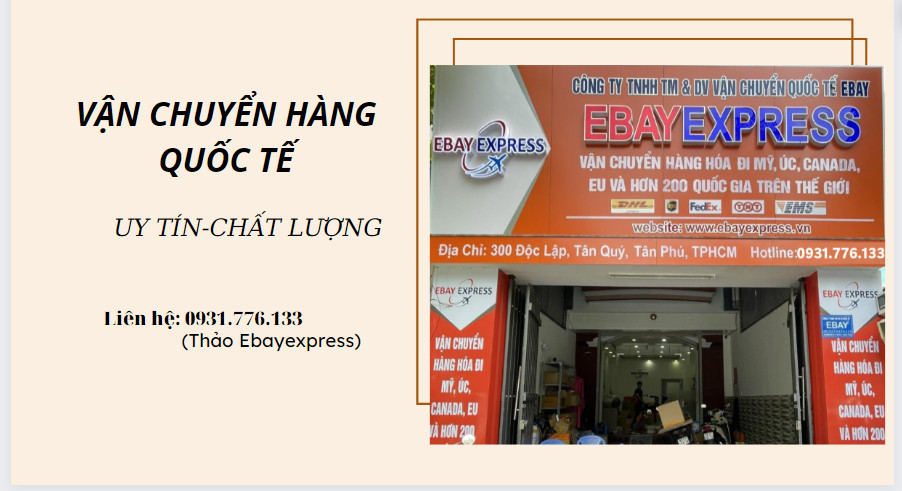 VẬN CHUYỂN HÀNG
QUỐC TẾ
UY TÍN-CHẤT LƯỢNG
Liên hệ: 0931.776.133
(Thảo Ebayexpress)
CÔNG TY TNHH TM & DV VẬN CHUYỂN QUỐC TẾ EBAY
EBAY EXPRESS
EBAYEXPRESS
VẬN CHUYỂN HÀNG HÓA ĐI MỸ, ÚC, CANADA,
EU VÀ HƠN 200 QUỐC GIA TRÊN THẾ GIỚI
DHL ups FedEx TNT EMS
website: www.ebayexpress.vn
Địa Chỉ: 300 Độc Lập, Tân Quý, Tân Phú, TPHCM Hotline:0931.776.133
EBAY EXPRESS
VẬN CHUYỂN
HÀNG HÓA ĐI
MỸ, ÚC,
CANADA, EU
VÀ HƠN 200
EBAY EXPRESS
EBAY
VẬN CHUYỂN
HÀNG HÓA ĐI
MỸ, ÚC,
CANADA, EU
VÀ HƠN 200